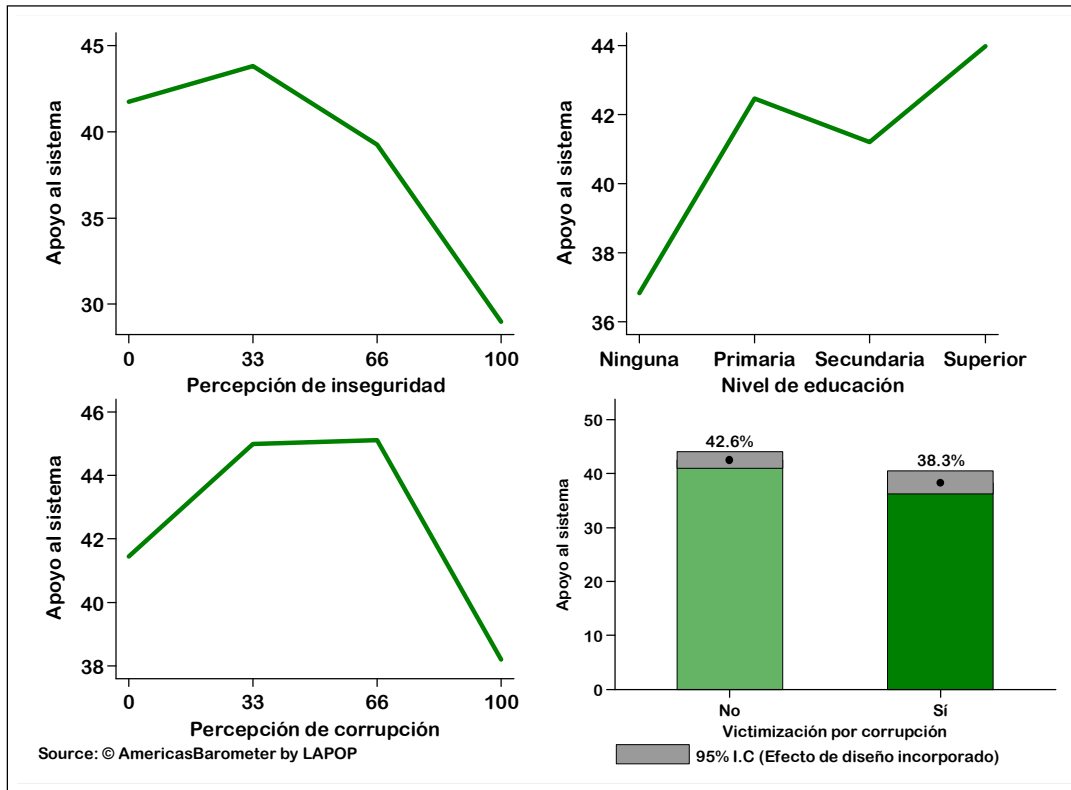 45
40
35
30
Apoyo al sistema
0 33 66 100
Percepción de inseguridad
44
42
40
38
36
Apoyo al sistema
Ninguna Primaria Secundaria Superior
Nivel de educación
46
44
42
40
38
Apoyo al sistema
0 33 66 100
Percepción de corrupción
50
40
30
20
10
0
Apoyo al sistema
42.6%
38.3%
No Sí
Victimización por corrupción
95% I.C (Efecto de diseño incorporado)
Source: © AmericasBarometer by LAPOP